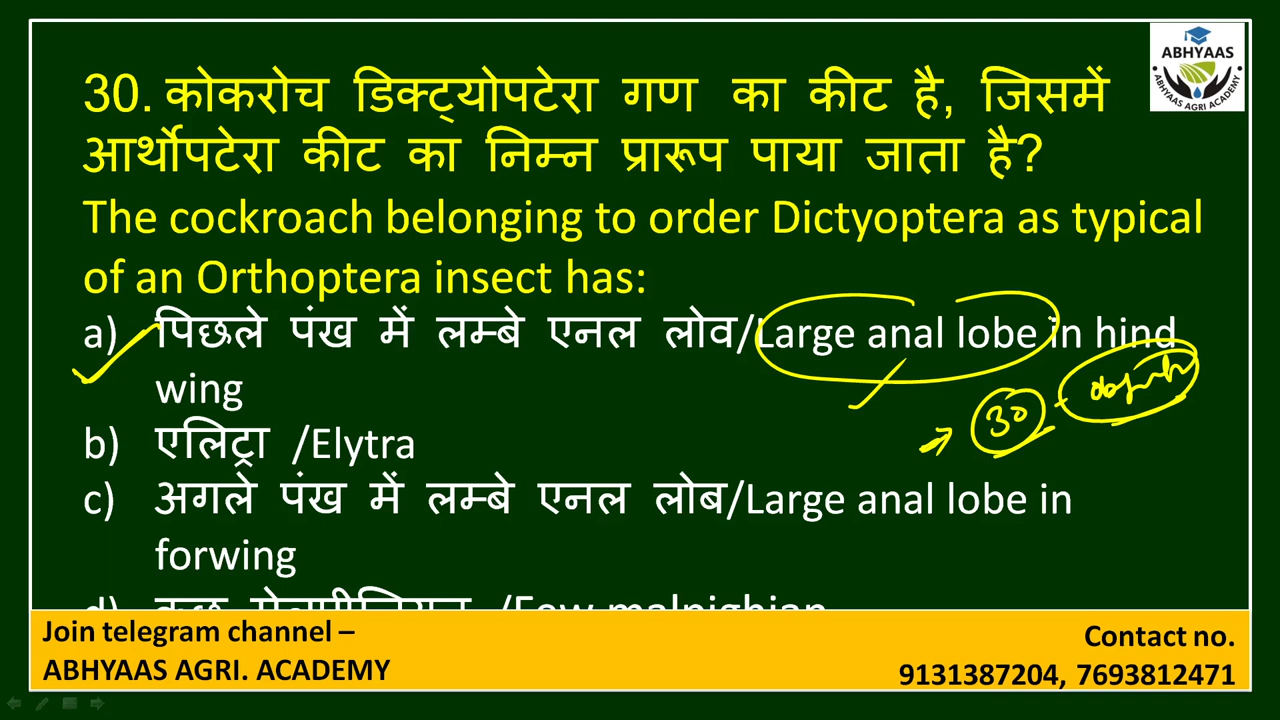 ABHYAAS
ABHYAAS AGRI ACADEMY
30. कोकरोच डिक्ट्योपटेरा गण का कीट है, जिसमें
आर्थोपटेरा कीट का निम्न प्रारूप पाया जाता है?
The cockroach belonging to order Dictyoptera as typical
of an Orthoptera insect has:
a) पिछले पंख में लम्बे एनल लोव/Large anal lobe in hind
wing
30
b) एलिट्रा /Elytra
c) अगले पंख में लम्बे एनल लोब/Large anal lobe in
forwing
d) कुछ /Few malpighian
Join telegram channel –
ABHYAAS AGRI. ACADEMY
Contact no.
9131387204, 7693812471